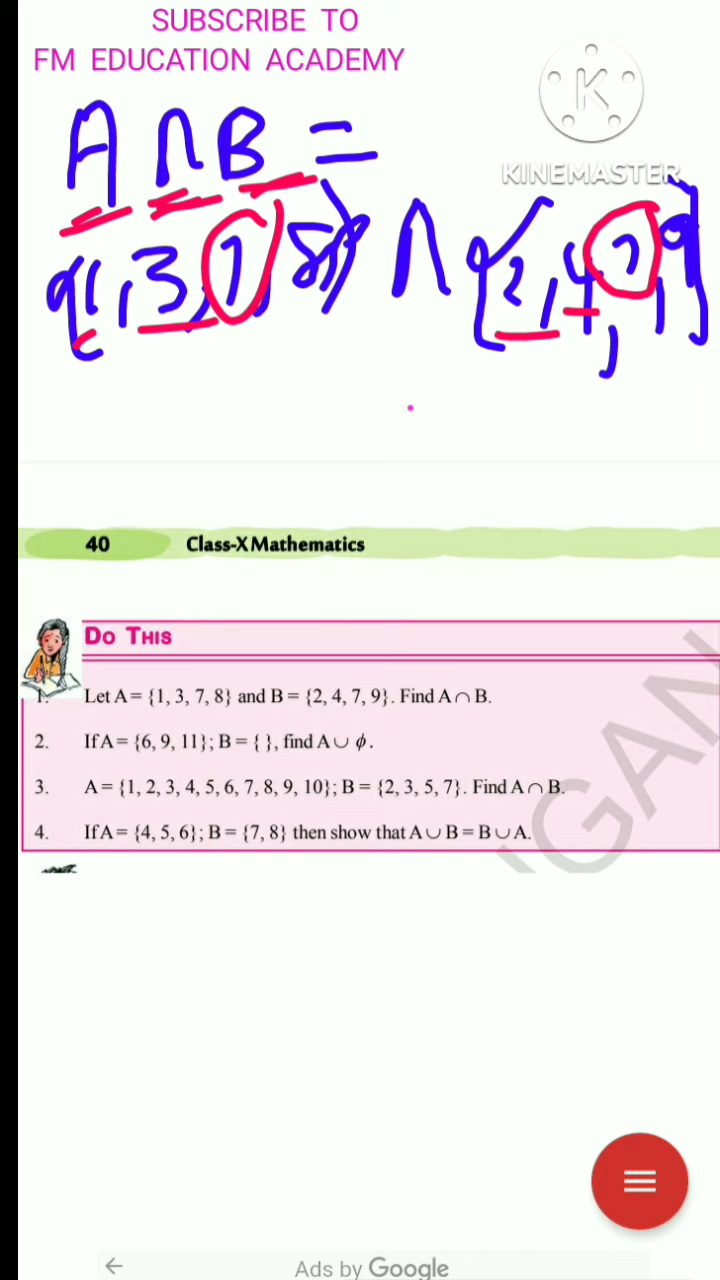 SUBSCRIBE TO
FM EDUCATION ACADEMY
K
KINEMASTER
A ∩ B =
{1, 3, 7, 8} ∩ {2, 4, 7, 9}
40 Class-X Mathematics
DO THIS
1. Let A = {1, 3, 7, 8} and B = {2, 4, 7, 9}. Find A ∩ B.
2. If A = {6, 9, 11}; B = { }, find A ∪ ϕ.
3. A = {1, 2, 3, 4, 5, 6, 7, 8, 9, 10}; B = {2, 3, 5, 7}. Find A ∩ B.
4. If A = {4, 5, 6}; B = {7, 8} then show that A ∪ B = B ∪ A.
Ads by Google